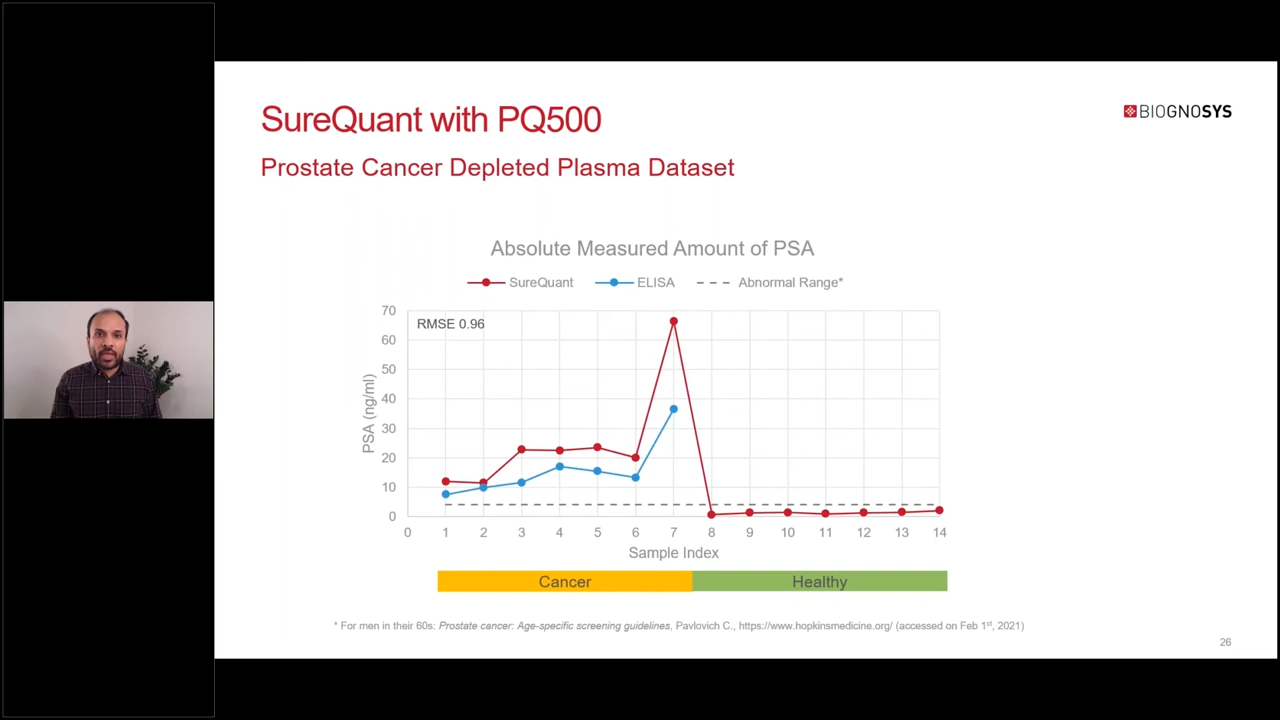 SureQuant with PQ500
BIOGNOSYS
Prostate Cancer Depleted Plasma Dataset
Absolute Measured Amount of PSA
SureQuant ELISA Abnormal Range*
RMSE 0.96
PSA (ng/ml)
70
60
50
40
30
20
10
0
0 1 2 3 4 5 6 7 8 9 10 11 12 13 14
Sample Index
Cancer Healthy
* For men in their 60s: Prostate cancer: Age-specific screening guidelines, Pavlovich C., https://www.hopkinsmedicine.org/ (accessed on Feb 1st, 2021)
26